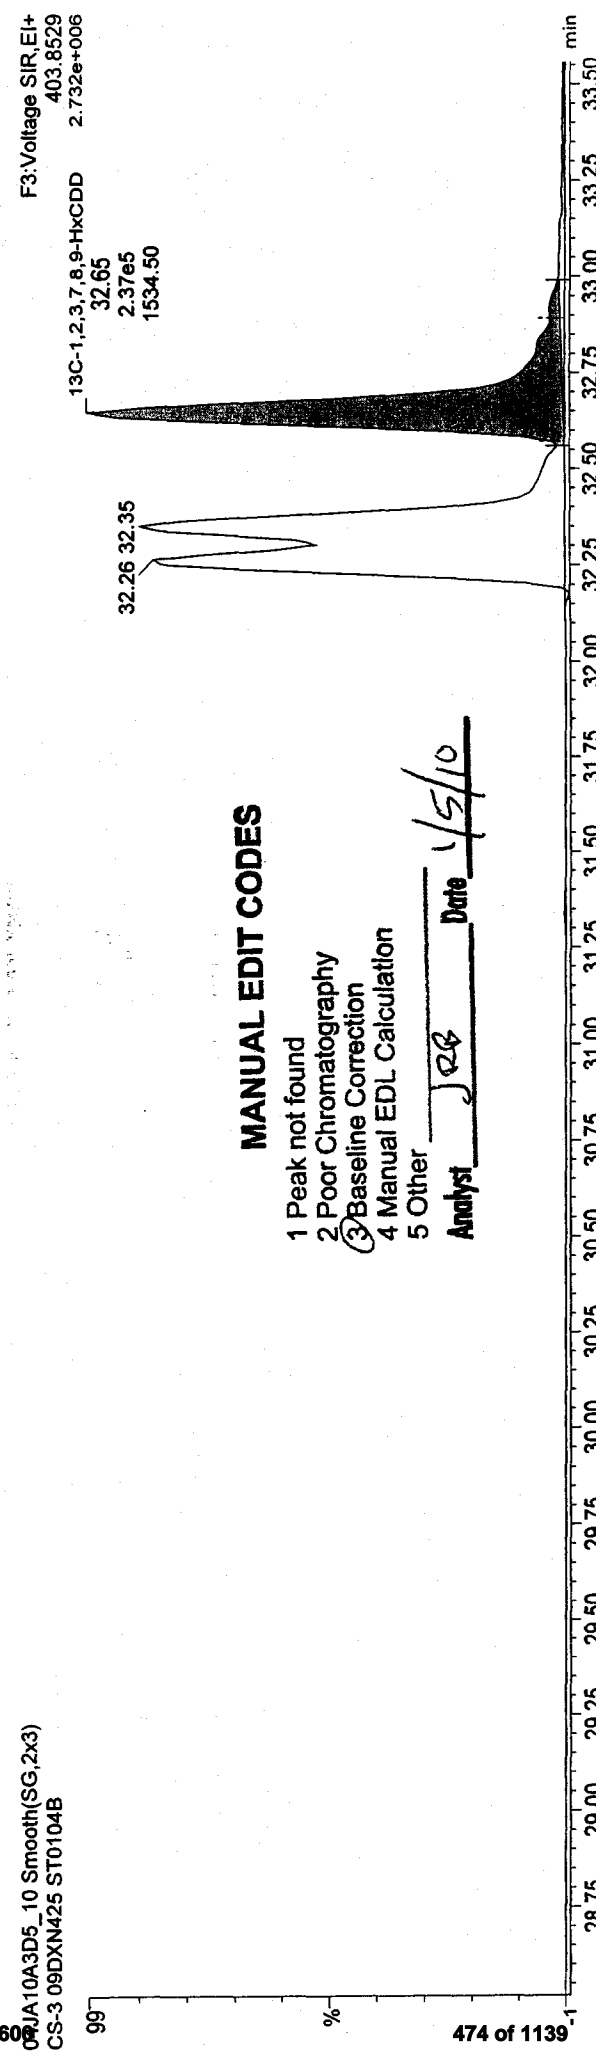 04JA10A3D5_10 Smooth(SG,2x3)
CS-3 09DXN425 ST0104B
F3:Voltage SIR,EI+
403.8529
2.732e+006
13C-1,2,3,7,8,9-HxCDD
32.65
2.37e5
1534.50
32.26 32.35
99
%
-1
MANUAL EDIT CODES
1 Peak not found
2 Poor Chromatography
3 Baseline Correction
4 Manual EDL Calculation
5 Other
Analyst JRB Date 1/5/10
28.75 29.00 29.25 29.50 29.75 30.00 30.25 30.50 30.75 31.00 31.25 31.50 31.75 32.00 32.25 32.50 32.75 33.00 33.25 33.50 min
474 of 1139